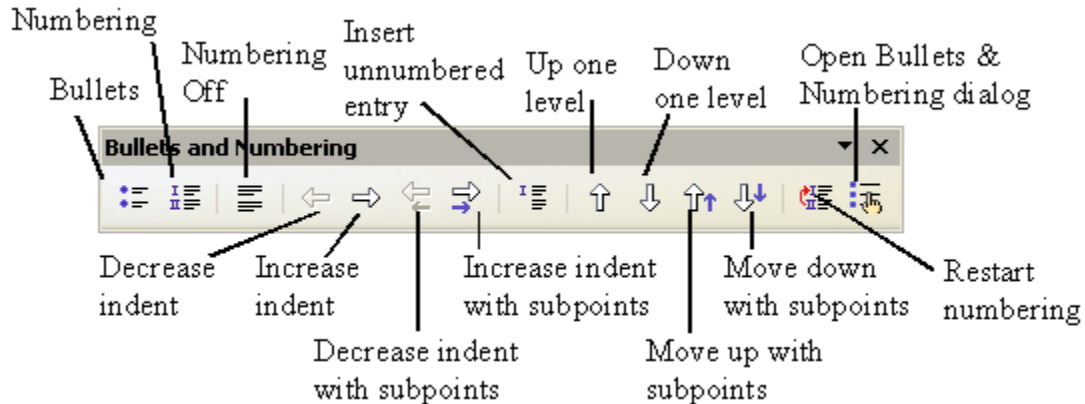 Numbering
Bullets
Numbering
Off
Insert
unnumbered
entry
Up one
level
Down
one level
Open Bullets &
Numbering dialog
Bullets and Numbering
Decrease
indent
Increase
indent
Decrease indent
with subpoints
Increase indent
with subpoints
Move up with
subpoints
Move down
with subpoints
Restart
numbering